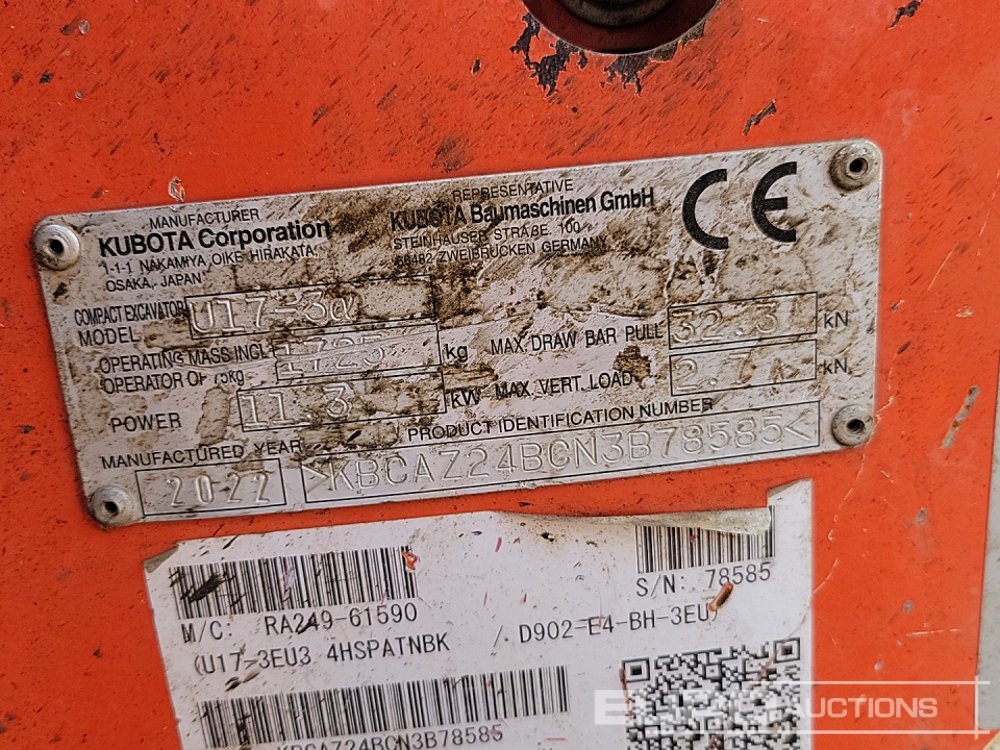 MANUFACTURER
KUBOTA Corporation
1-1-1 NAKAMIYA OIKE HIRAKATA,
OSAKA, JAPAN
REPRESENTATIVE
KUBOTA Baumaschinen GmbH
STEINHAUSER STRAßE 100
66482 ZWEIBRÜCKEN GERMANY
CE
COMPACT EXCAVATOR
MODEL
U17-3α
OPERATING MASS INCL
OPERATOR OF 75kg
1725 kg
POWER 11.3 kW
MAX. DRAW BAR PULL 32.3 kN
MAX. VERT. LOAD 2.7 kN
MANUFACTURED YEAR
2022
PRODUCT IDENTIFICATION NUMBER
>KBCAZ24BCN3B78585<
S/N: 78585
M/C: RA249-61590
(U17-3EU3 4HSPATNBK / D902-E4-BH-3EU)
KBCAZ24BCN3B78585
AUCTIONS